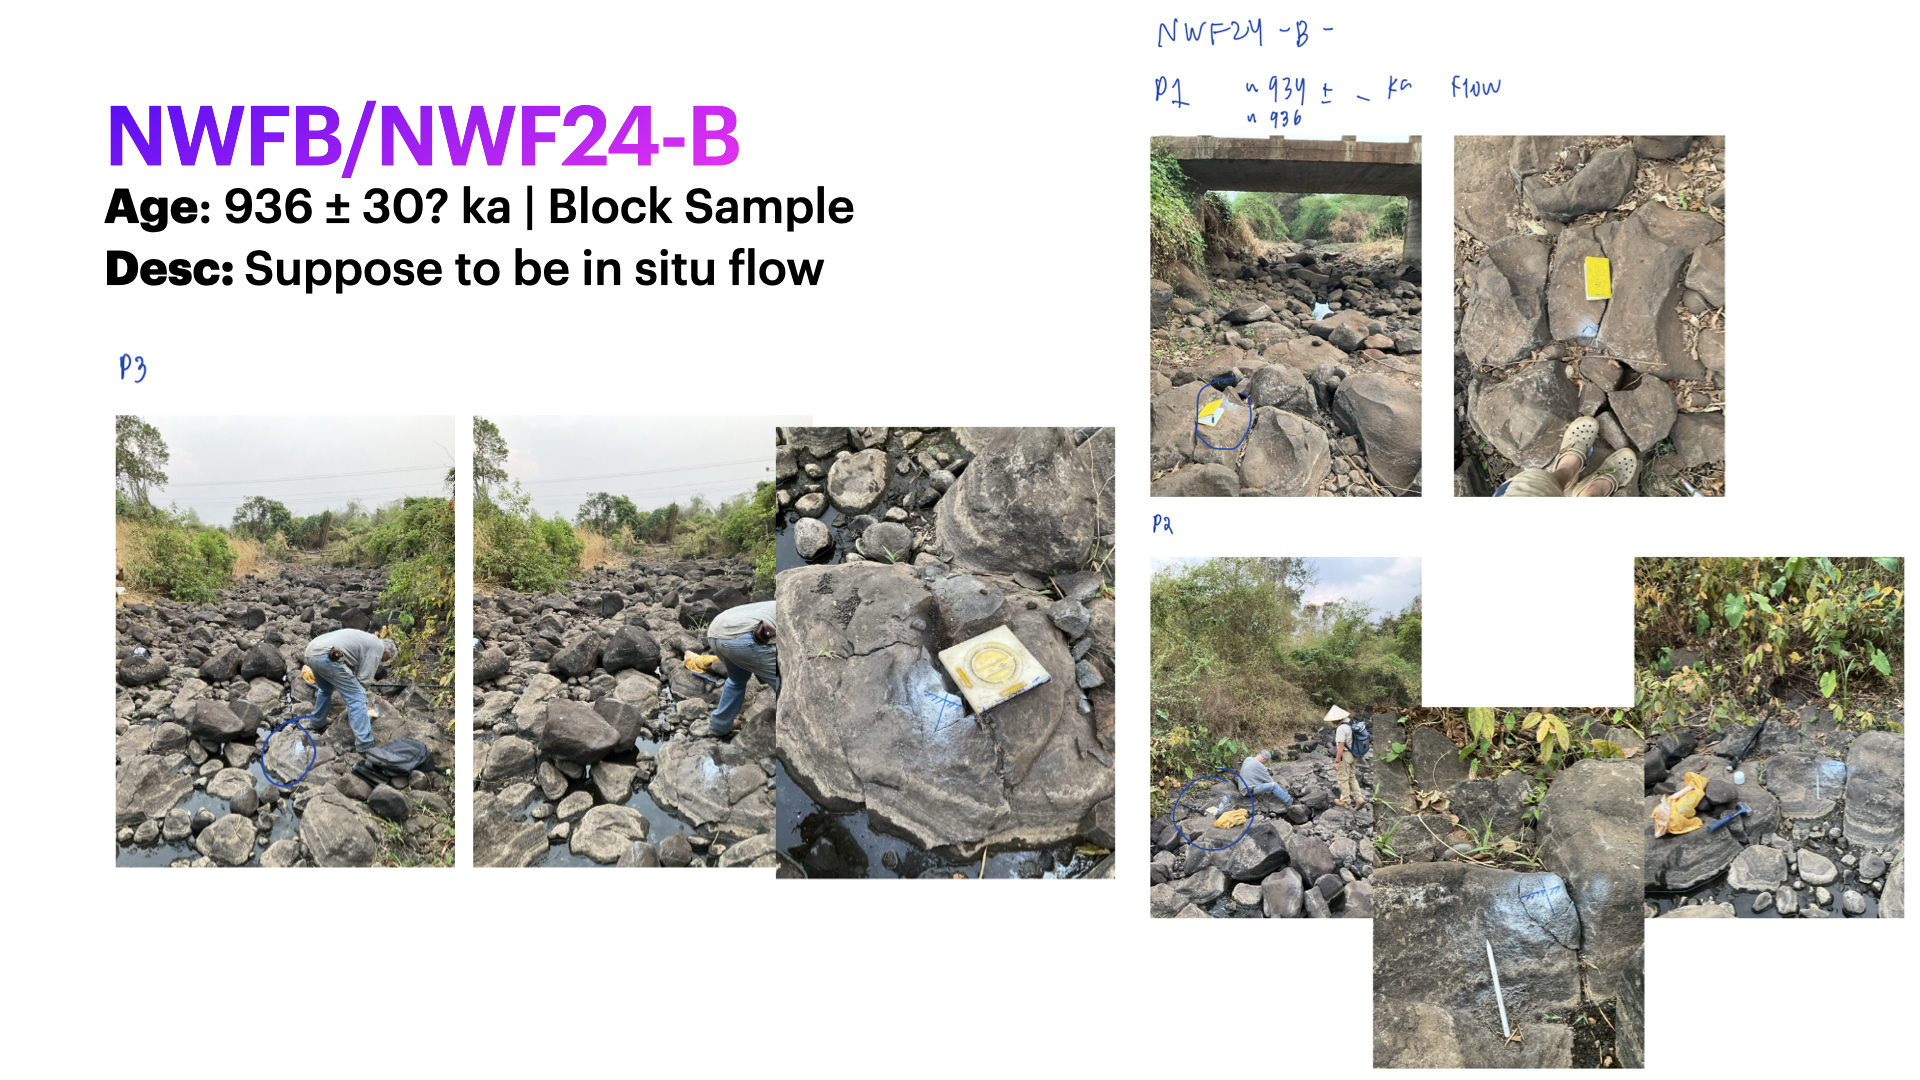 NWFB/NWF24-B
Age: 936 ± 30? ka | Block Sample
Desc: Suppose to be in situ flow
P3
NWF24 -B -
P1 ~ 934 ± - ka Flow
~ 936
P2